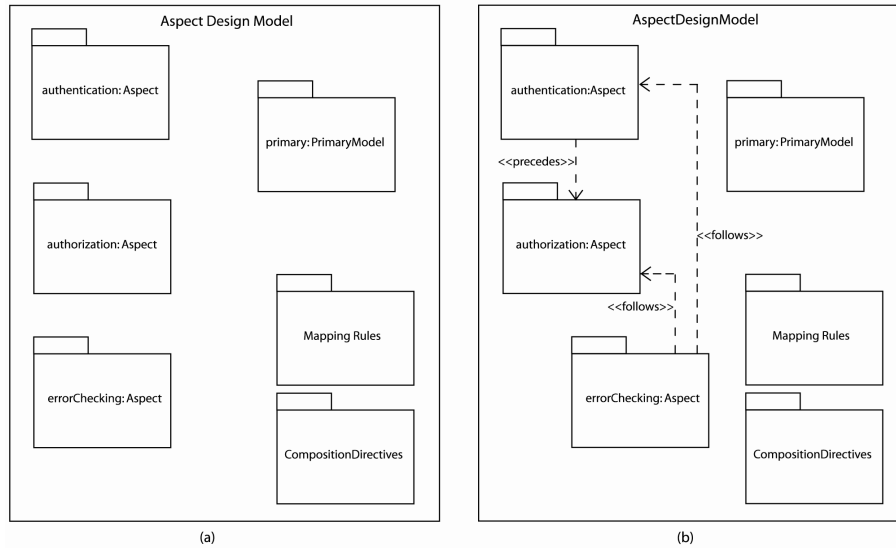 Aspect Design Model
authentication: Aspect
primary: PrimaryModel
authorization: Aspect
Mapping Rules
errorChecking: Aspect
CompositionDirectives
(a)
AspectDesignModel
authentication:Aspect
primary: PrimaryModel
<<precedes>>
authorization: Aspect
<<follows>>
<<follows>>
Mapping Rules
errorChecking: Aspect
CompositionDirectives
(b)